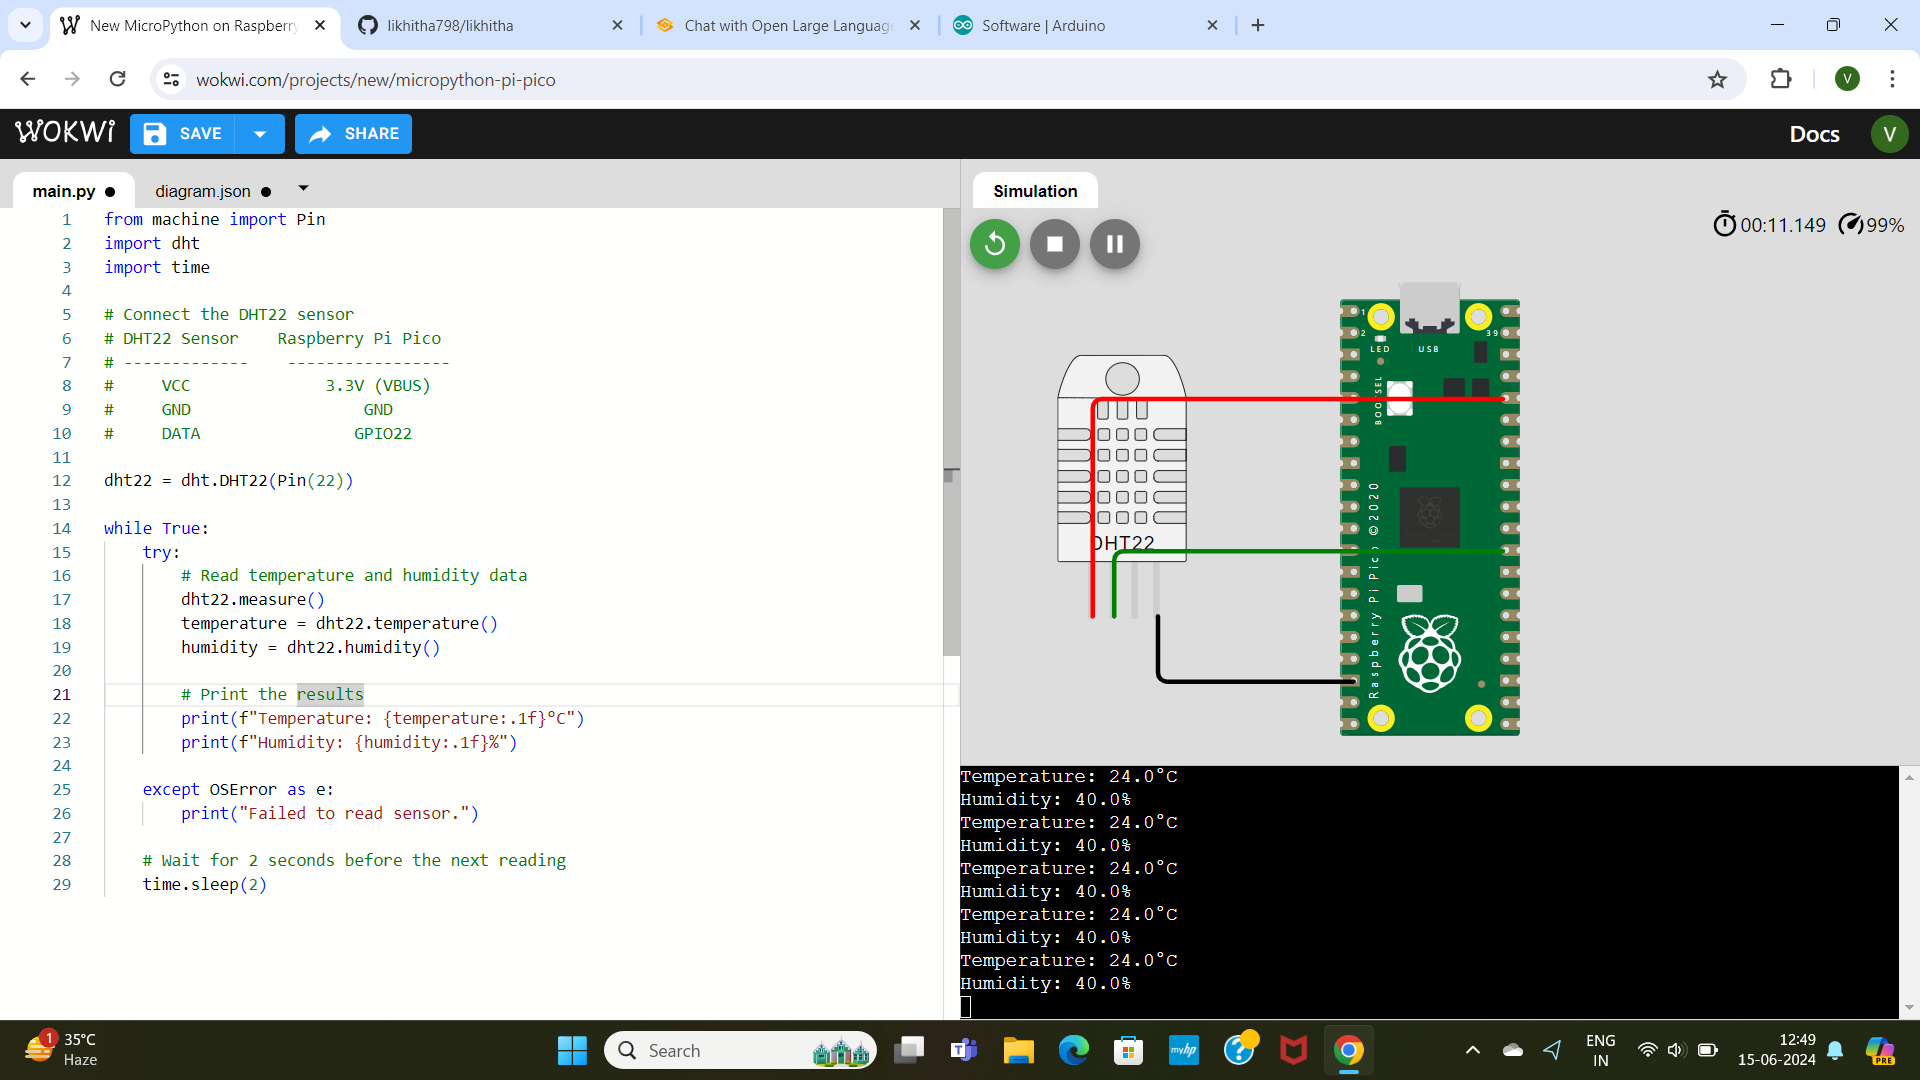 New MicroPython on Raspberry
likhitha798/likhitha
Chat with Open Large Language
Software | Arduino
wokwi.com/projects/new/micropython-pi-pico
V
WOKWI
SAVE
SHARE
Docs
V
main.py
diagram.json
1 from machine import Pin
2 import dht
3 import time
4
5 # Connect the DHT22 sensor
6 # DHT22 Sensor    Raspberry Pi Pico
7 # -------------    -----------------
8 #     VCC              3.3V (VBUS)
9 #     GND                  GND
10 #     DATA                GPIO22
11
12 dht22 = dht.DHT22(Pin(22))
13
14 while True:
15     try:
16         # Read temperature and humidity data
17         dht22.measure()
18         temperature = dht22.temperature()
19         humidity = dht22.humidity()
20
21         # Print the results
22         print(f"Temperature: {temperature:.1f}°C")
23         print(f"Humidity: {humidity:.1f}%")
24
25     except OSError as e:
26         print("Failed to read sensor.")
27
28     # Wait for 2 seconds before the next reading
29     time.sleep(2)
Simulation
00:11.149
99%
1
2
39
LED
USB
BOOTSEL
Raspberry Pi Pico ©2020
DHT22
Temperature: 24.0°C
Humidity: 40.0%
Temperature: 24.0°C
Humidity: 40.0%
Temperature: 24.0°C
Humidity: 40.0%
Temperature: 24.0°C
Humidity: 40.0%
Temperature: 24.0°C
Humidity: 40.0%
1
35°C
Haze
Search
myhp
ENG
IN
12:49
15-06-2024
PRE